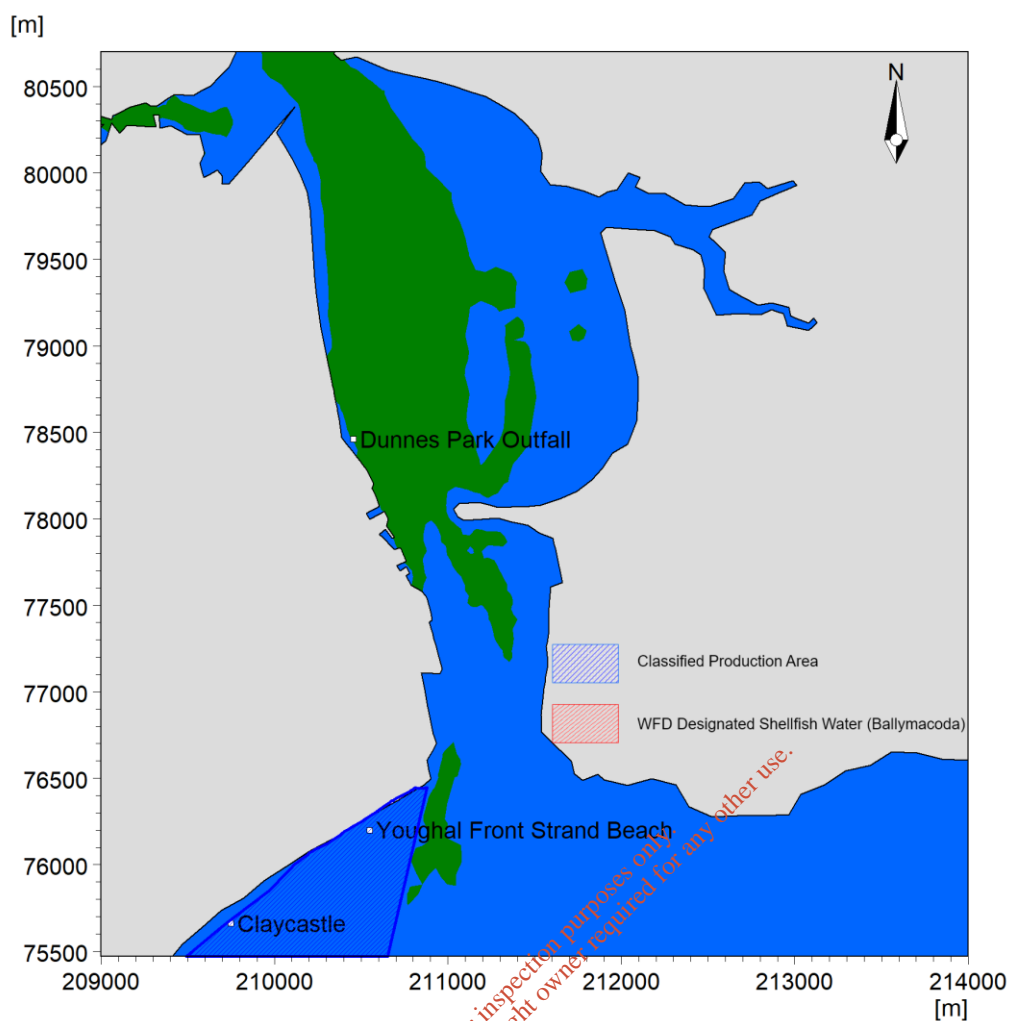 [m]
80500
N
80000
79500
79000
78500
Dunnes Park Outfall
78000
77500
Classified Production Area
77000
WFD Designated Shellfish Water (Ballymacoda)
76500
Youghal Front Strand Beach
76000
Claycastle
75500
209000 210000 211000 212000 213000 214000
[m]
inspection purposes only.
owner required for any other use.